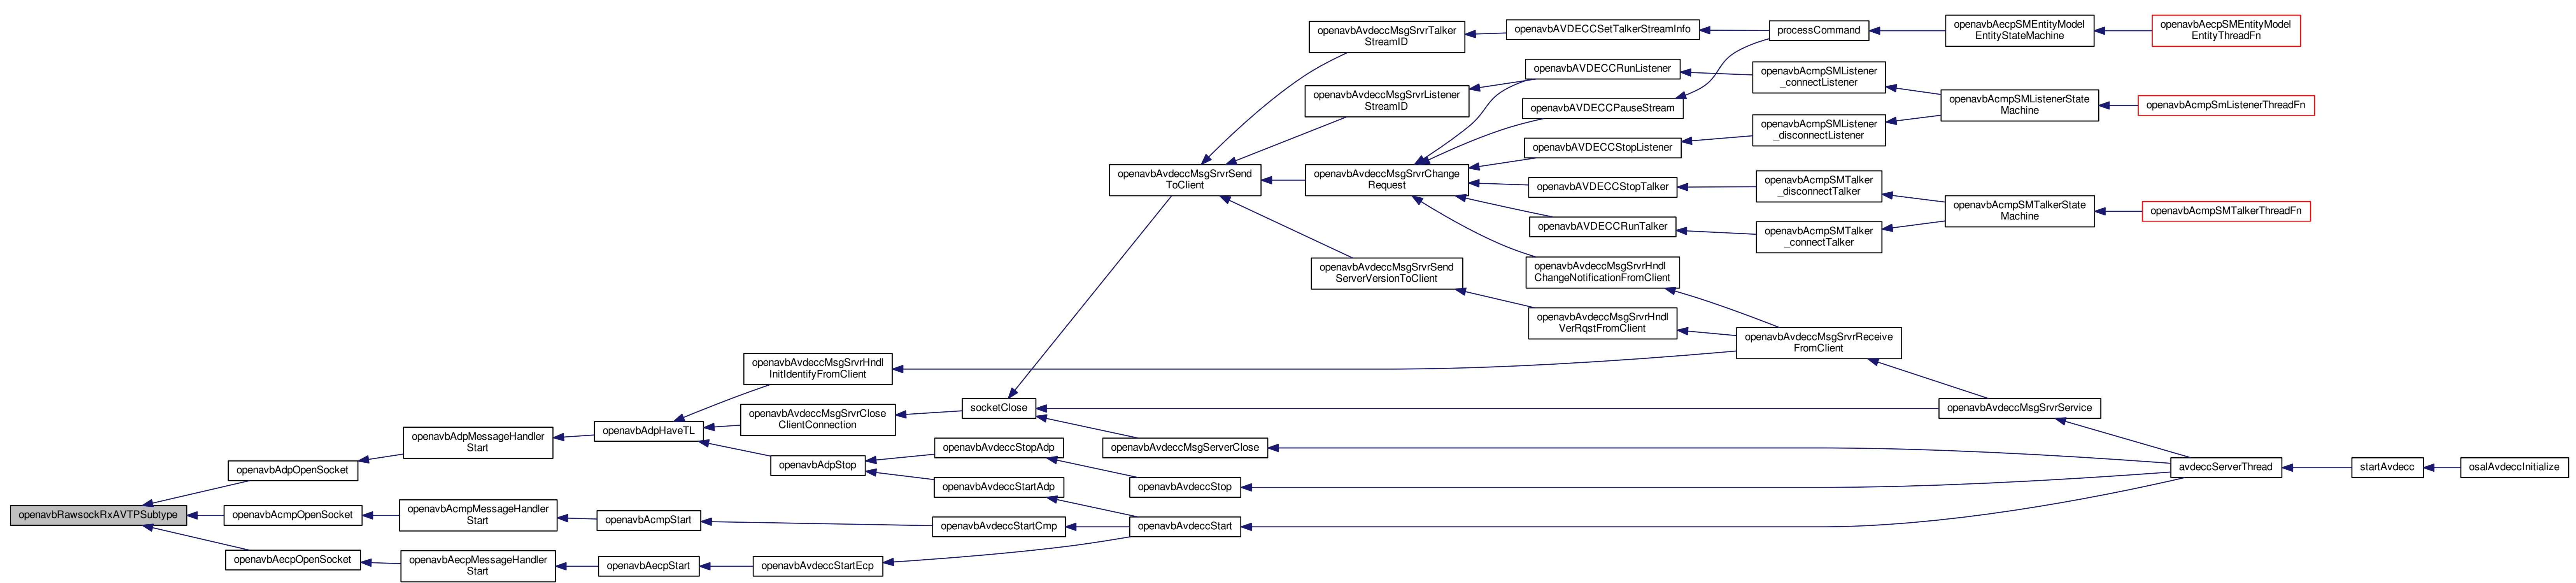 openavbRawsockRxAVTPSubtype
openavbAdpOpenSocket
openavbAcmpOpenSocket
openavbAecpOpenSocket
openavbAdpMessageHandler
Start
openavbAcmpMessageHandler
Start
openavbAecpMessageHandler
Start
openavbAdpHaveTL
openavbAcmpStart
openavbAecpStart
openavbAvdeccMsgSrvrHndl
InitIdentifyFromClient
openavbAvdeccMsgSrvrClose
ClientConnection
openavbAdpStop
openavbAvdeccStartEcp
socketClose
openavbAvdeccStopAdp
openavbAvdeccStartAdp
openavbAvdeccStartCmp
openavbAvdeccMsgSrvrSend
ToClient
openavbAvdeccMsgServerClose
openavbAvdeccStop
openavbAvdeccStart
openavbAvdeccMsgSrvrTalker
StreamID
openavbAvdeccMsgSrvrListener
StreamID
openavbAvdeccMsgSrvrChange
Request
openavbAvdeccMsgSrvrSend
ServerVersionToClient
openavbAVDECCSetTalkerStreamInfo
openavbAVDECCRunListener
openavbAVDECCPauseStream
openavbAVDECCStopListener
openavbAVDECCStopTalker
openavbAVDECCRunTalker
openavbAvdeccMsgSrvrHndl
ChangeNotificationFromClient
openavbAvdeccMsgSrvrHndl
VerRqstFromClient
processCommand
openavbAcmpSMListener
_connectListener
openavbAcmpSMListener
_disconnectListener
openavbAcmpSMTalker
_disconnectTalker
openavbAcmpSMTalker
_connectTalker
openavbAvdeccMsgSrvrReceive
FromClient
openavbAecpSMEntityModel
EntityStateMachine
openavbAcmpSMListenerState
Machine
openavbAcmpSMTalkerState
Machine
openavbAvdeccMsgSrvrService
openavbAecpSMEntityModel
EntityThreadFn
openavbAcmpSmListenerThreadFn
openavbAcmpSMTalkerThreadFn
avdeccServerThread
startAvdecc
osalAvdeccInitialize